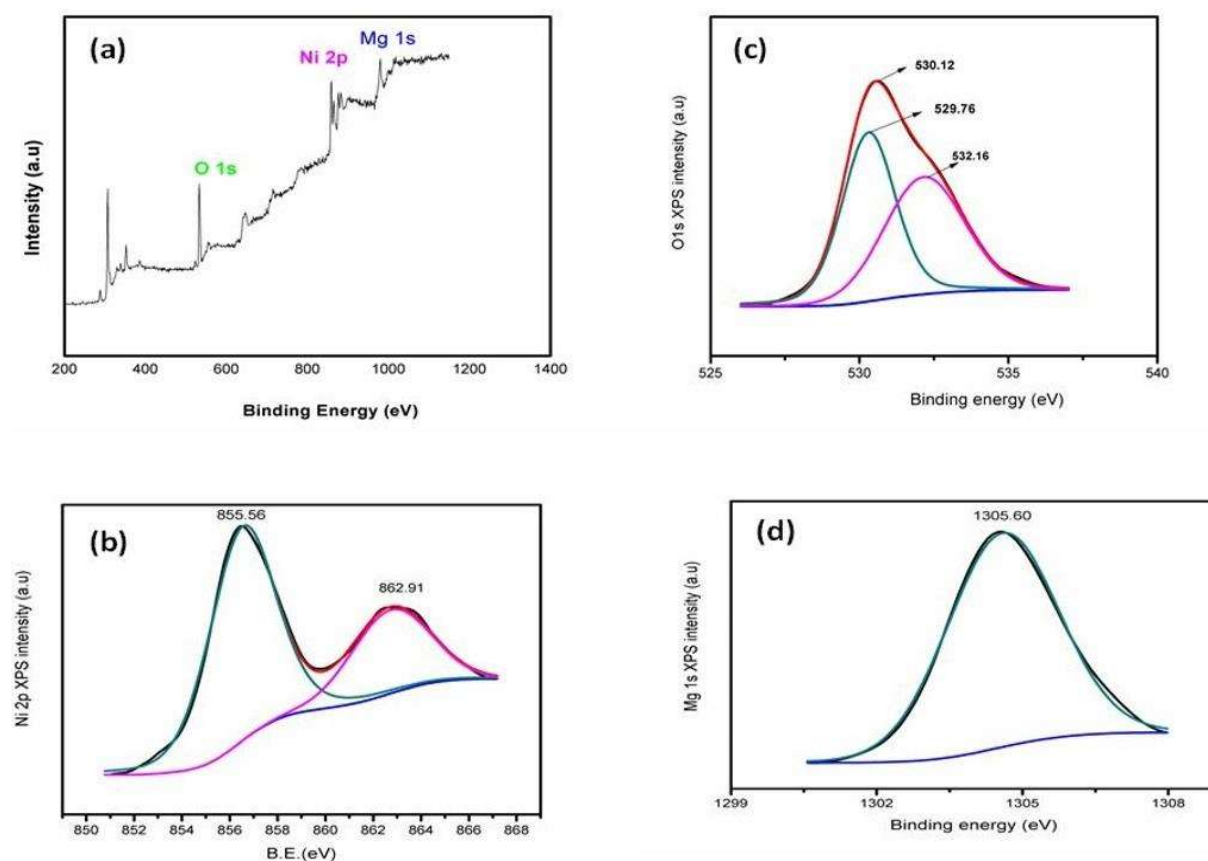 (a)
Ni 2p
Mg 1s
O 1s
Intensity (a.u)
200 400 600 800 1000 1200 1400
Binding Energy (eV)
(c)
530.12
529.76
532.16
O1s XPS intensity (a.u)
525 530 535 540
Binding energy (eV)
(b)
855.56
862.91
Ni 2p XPS intensity (a.u)
850 852 854 856 858 860 862 864 866 868
B.E.(eV)
(d)
1305.60
Mg 1s XPS intensity (a.u)
1299 1302 1305 1308
Binding energy (eV)